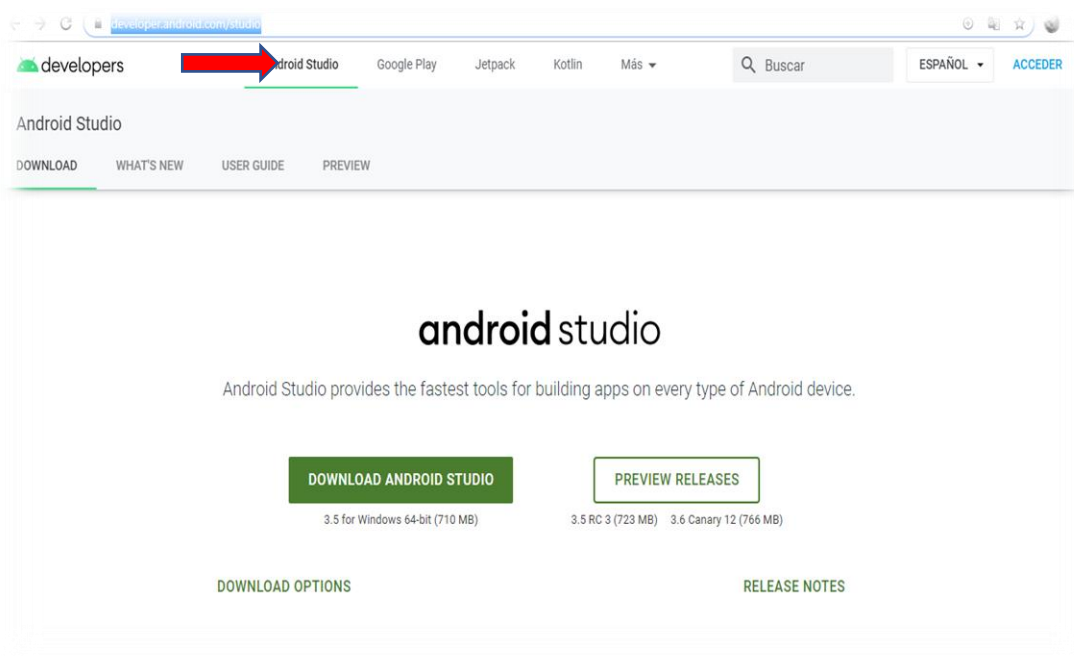 developer.android.com/studio
developers
ndroid Studio Google Play Jetpack Kotlin Más Buscar ESPAÑOL ACCEDER
Android Studio
DOWNLOAD WHAT'S NEW USER GUIDE PREVIEW
android studio
Android Studio provides the fastest tools for building apps on every type of Android device.
DOWNLOAD ANDROID STUDIO PREVIEW RELEASES
3.5 for Windows 64-bit (710 MB) 3.5 RC 3 (723 MB) 3.6 Canary 12 (766 MB)
DOWNLOAD OPTIONS RELEASE NOTES